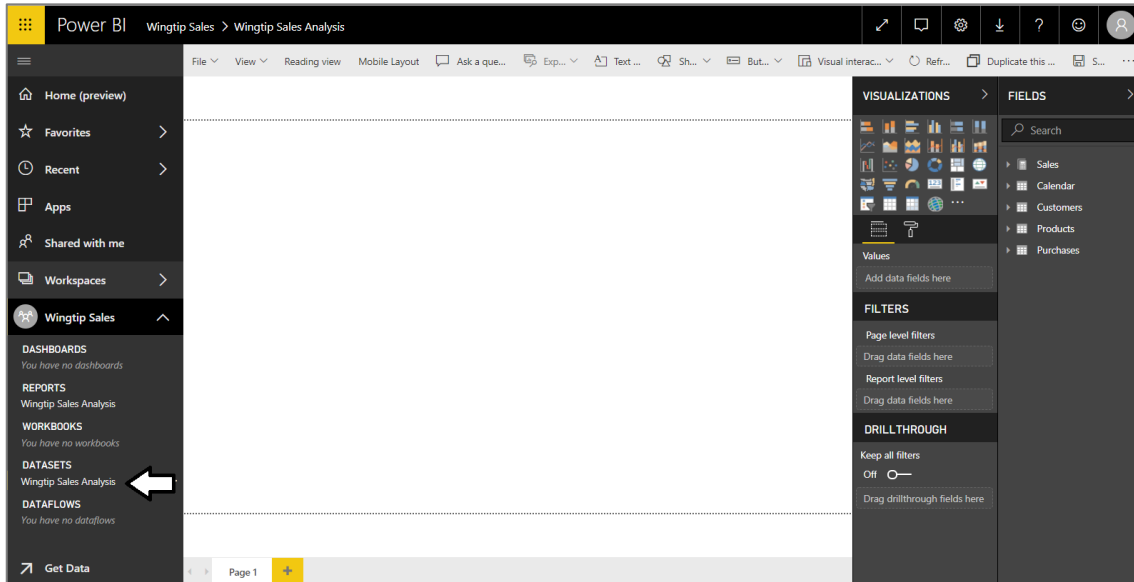 Power BI Wingtip Sales > Wingtip Sales Analysis ?
File View Reading view Mobile Layout Ask a que... Exp... Text ... Sh... But... Visual interac... Refr... Duplicate this ... S... ...
Home (preview)
Favorites
Recent
Apps
Shared with me
Workspaces
Wingtip Sales
DASHBOARDS
You have no dashboards
REPORTS
Wingtip Sales Analysis
WORKBOOKS
You have no workbooks
DATASETS
Wingtip Sales Analysis
DATAFLOWS
You have no dataflows
Get Data
Page 1 +
VISUALIZATIONS
123
...
Values
Add data fields here
FILTERS
Page level filters
Drag data fields here
Report level filters
Drag data fields here
DRILLTHROUGH
Keep all filters
Off
Drag drillthrough fields here
FIELDS
Search
Sales
Calendar
Customers
Products
Purchases